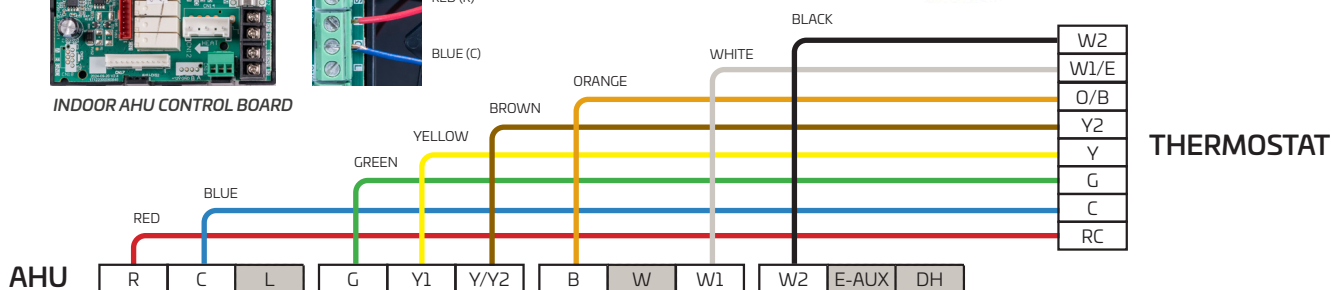 RED (R)
BLUE (C)
INDOOR AHU CONTROL BOARD
BLACK
WHITE
ORANGE
BROWN
YELLOW
GREEN
BLUE
RED
W2
W1/E
O/B
Y2
Y
G
C
RC
THERMOSTAT
AHU
R
C
L
G
Y1
Y/Y2
B
W
W1
W2
E-AUX
DH